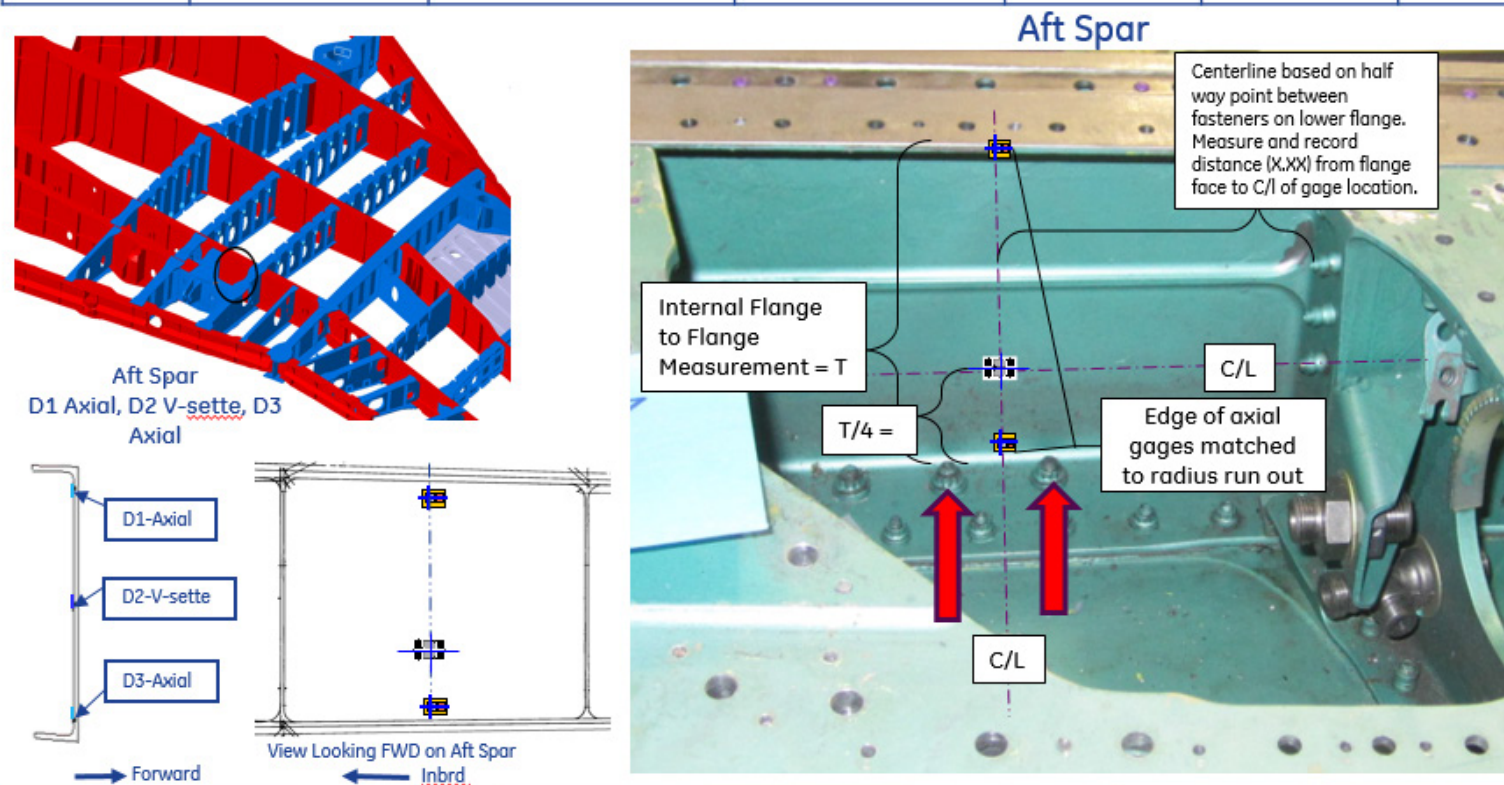 Aft Spar
Centerline based on half
way point between
fasteners on lower flange.
Measure and record
distance (X.XX) from flange
face to C/l of gage location.
Internal Flange
to Flange
Measurement = T
C/L
T/4 =
Edge of axial
gages matched
to radius run out
C/L
Aft Spar
D1 Axial, D2 V-sette, D3
Axial
D1-Axial
D2-V-sette
D3-Axial
View Looking FWD on Aft Spar
Forward
Inbrd